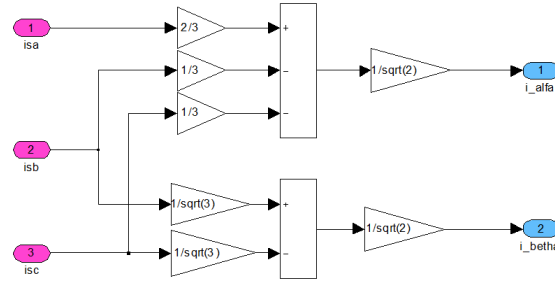 1
isa
2/3
+
1/3
−
1/3
−
1/sqrt(2)
1
i_alfa
2
isb
1/sqrt(3)
+
1/sqrt(2)
2
i_betha
3
isc
1/sqrt(3)
−